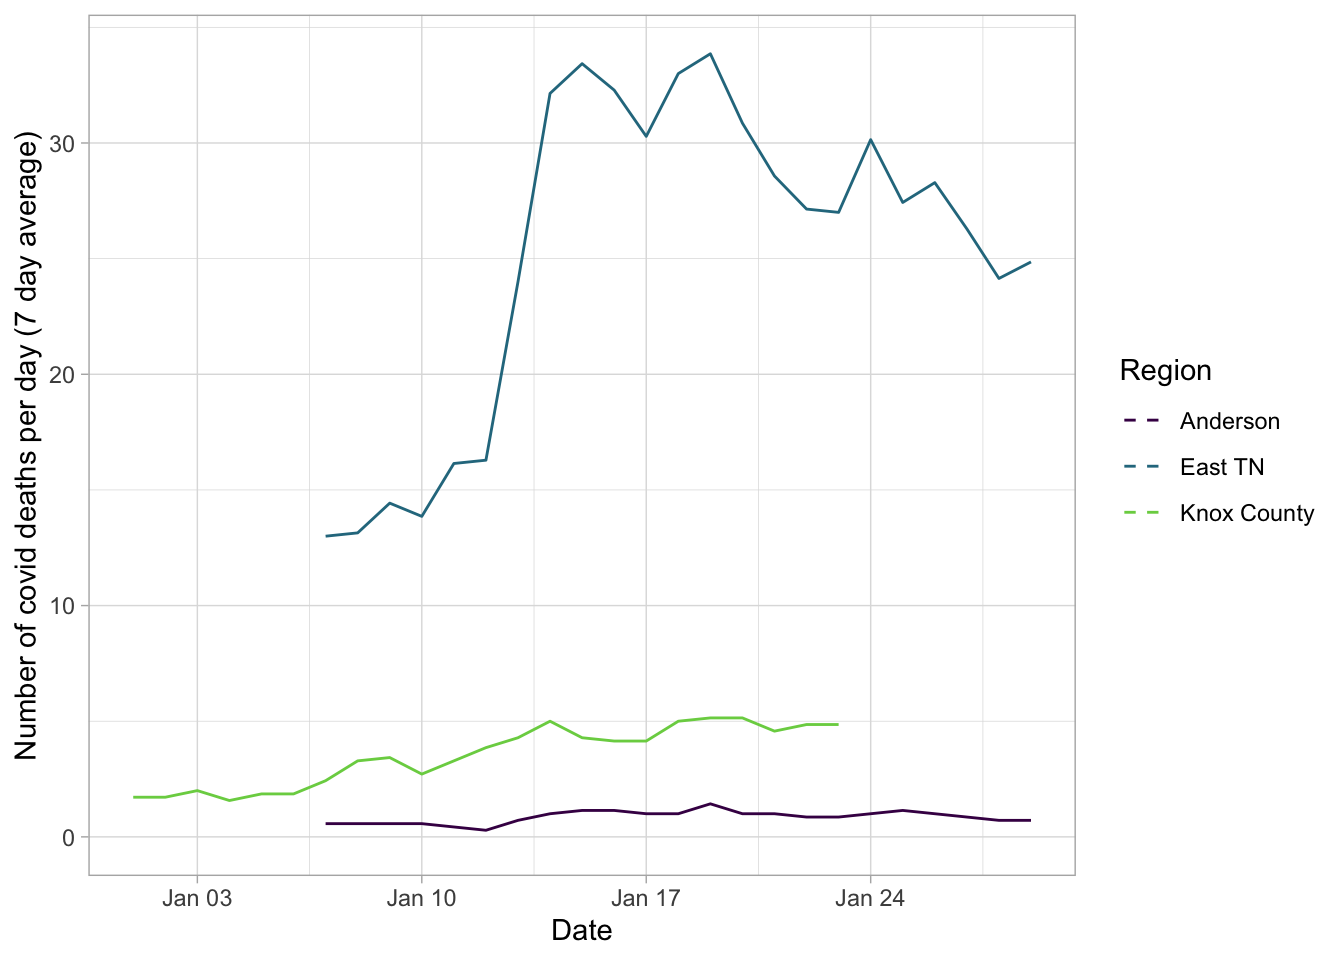 Number of covid deaths per day (7 day average)
30
20
10
0
Jan 03
Jan 10
Jan 17
Jan 24
Date
Region
Anderson
East TN
Knox County